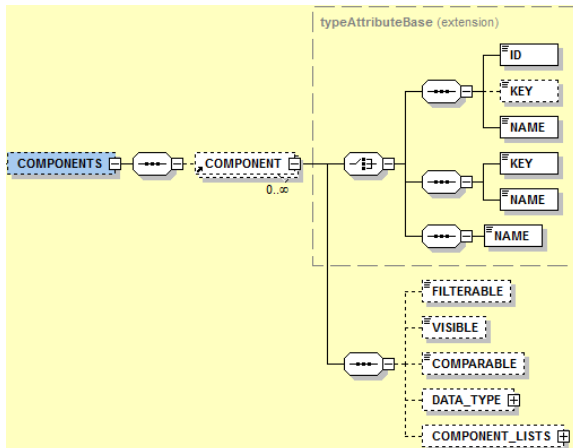 typeAttributeBase (extension)
ID
KEY
NAME
COMPONENTS
COMPONENT
0..∞
KEY
NAME
NAME
FILTERABLE
VISIBLE
COMPARABLE
DATA_TYPE
COMPONENT_LISTS